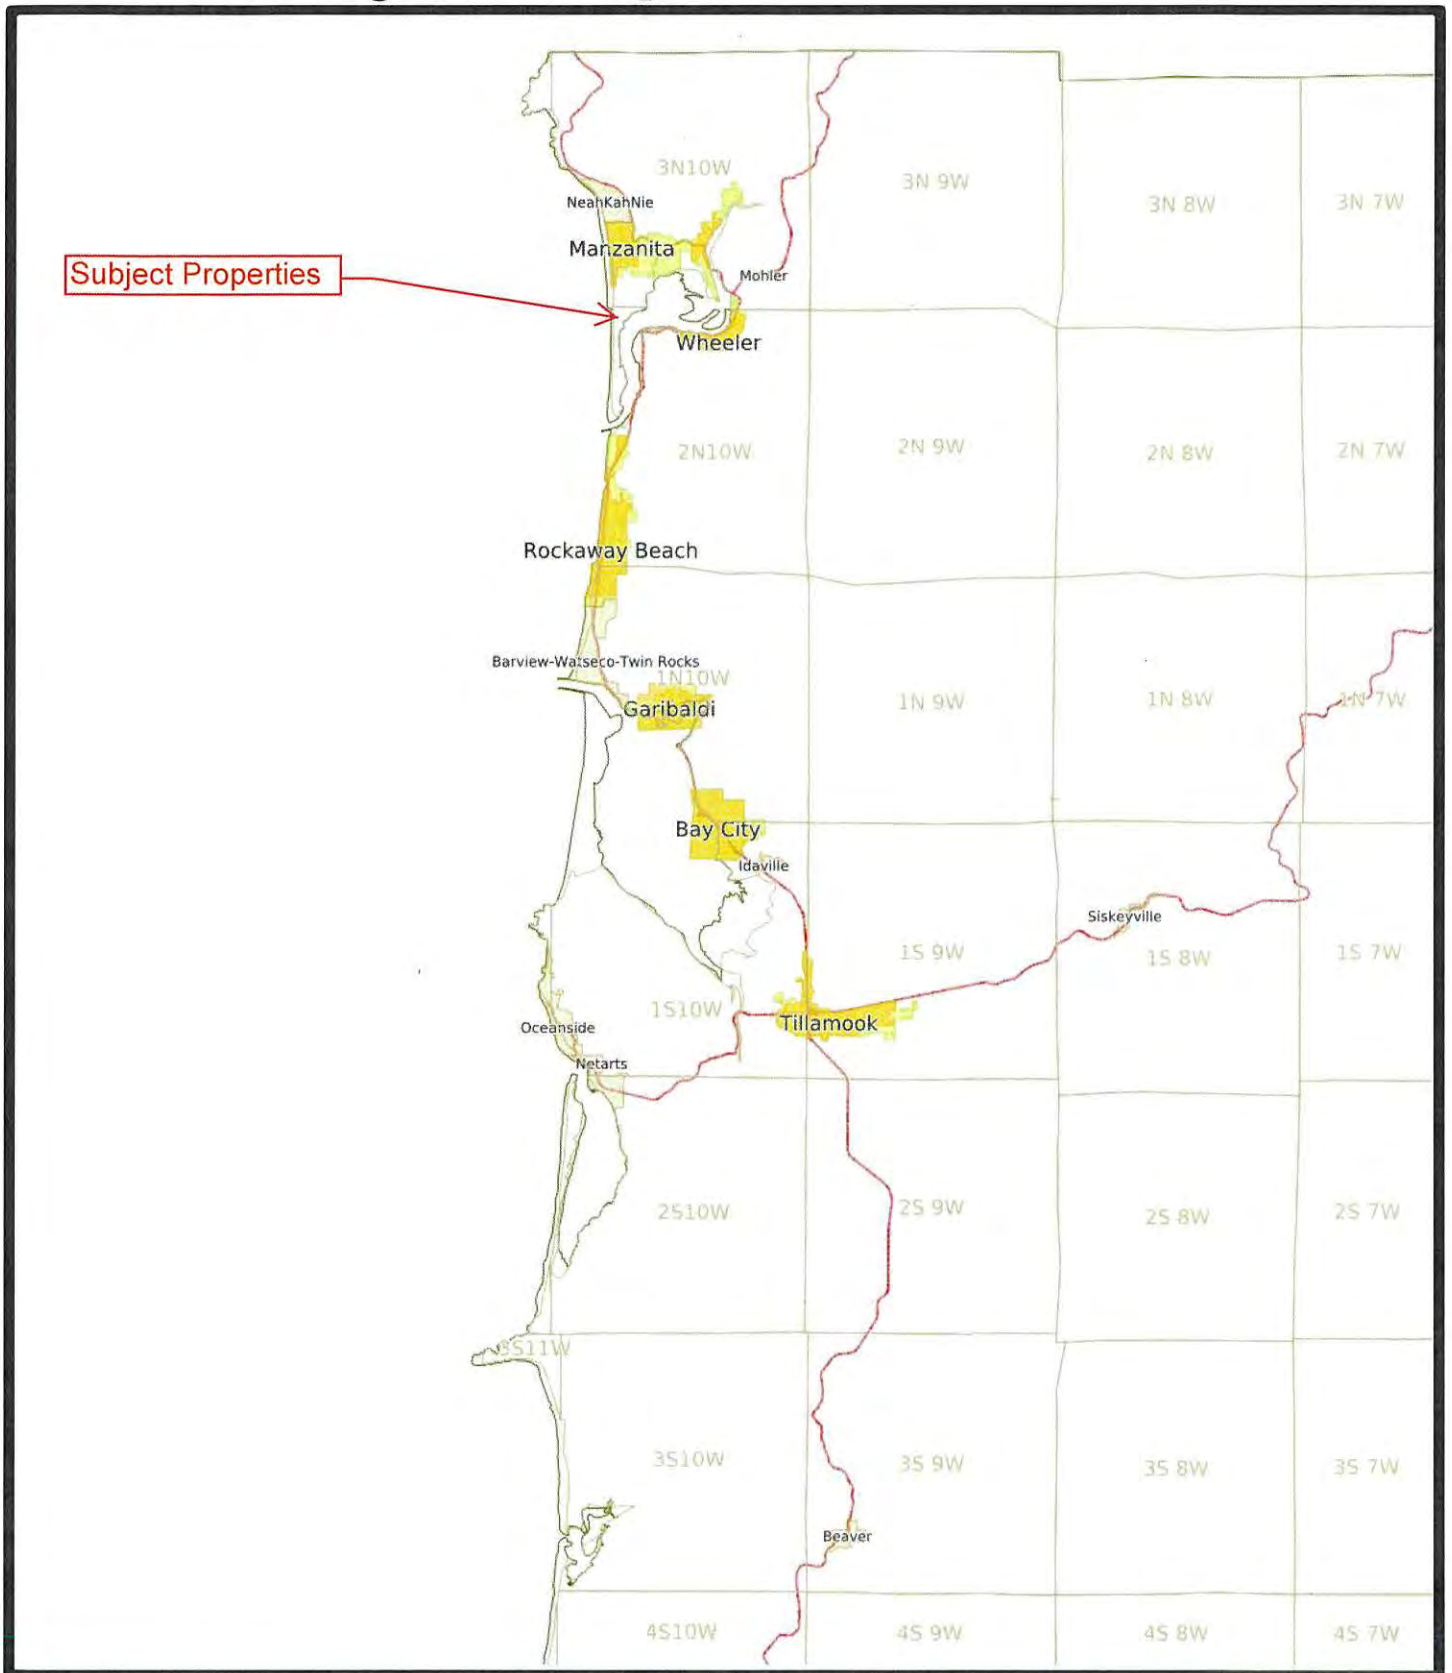 3N10W
3N 9W
3N 8W
3N 7W
NeahKahNie
Manzanita
Subject Properties
Mohler
Wheeler
2N10W
2N 9W
2N 8W
2N 7W
Rockaway Beach
Barview-Watseco-Twin Rocks
1N10W
1N 9W
1N 8W
1N 7W
Garibaldi
Bay City
Idaville
Siskeyville
1S 9W
1S 8W
1S 7W
1S10W
Tillamook
Oceanside
Netarts
2S10W
2S 9W
2S 8W
2S 7W
3S11W
3S10W
3S 9W
3S 8W
3S 7W
Beaver
4S10W
4S 9W
4S 8W
4S 7W